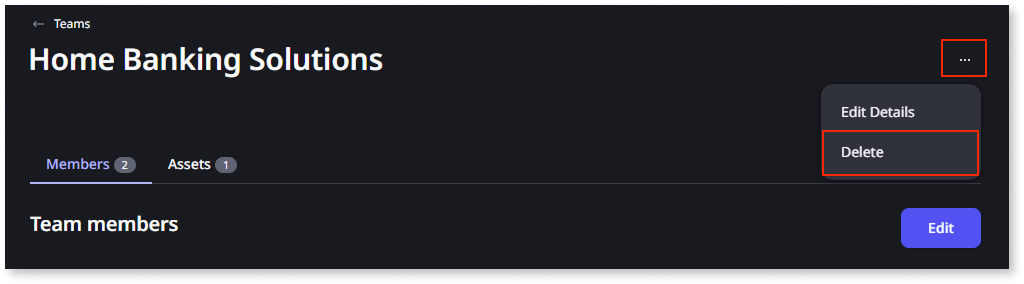 ← Teams
Home Banking Solutions
...
Edit Details
Delete
Members 2 Assets 1
Team members
Edit